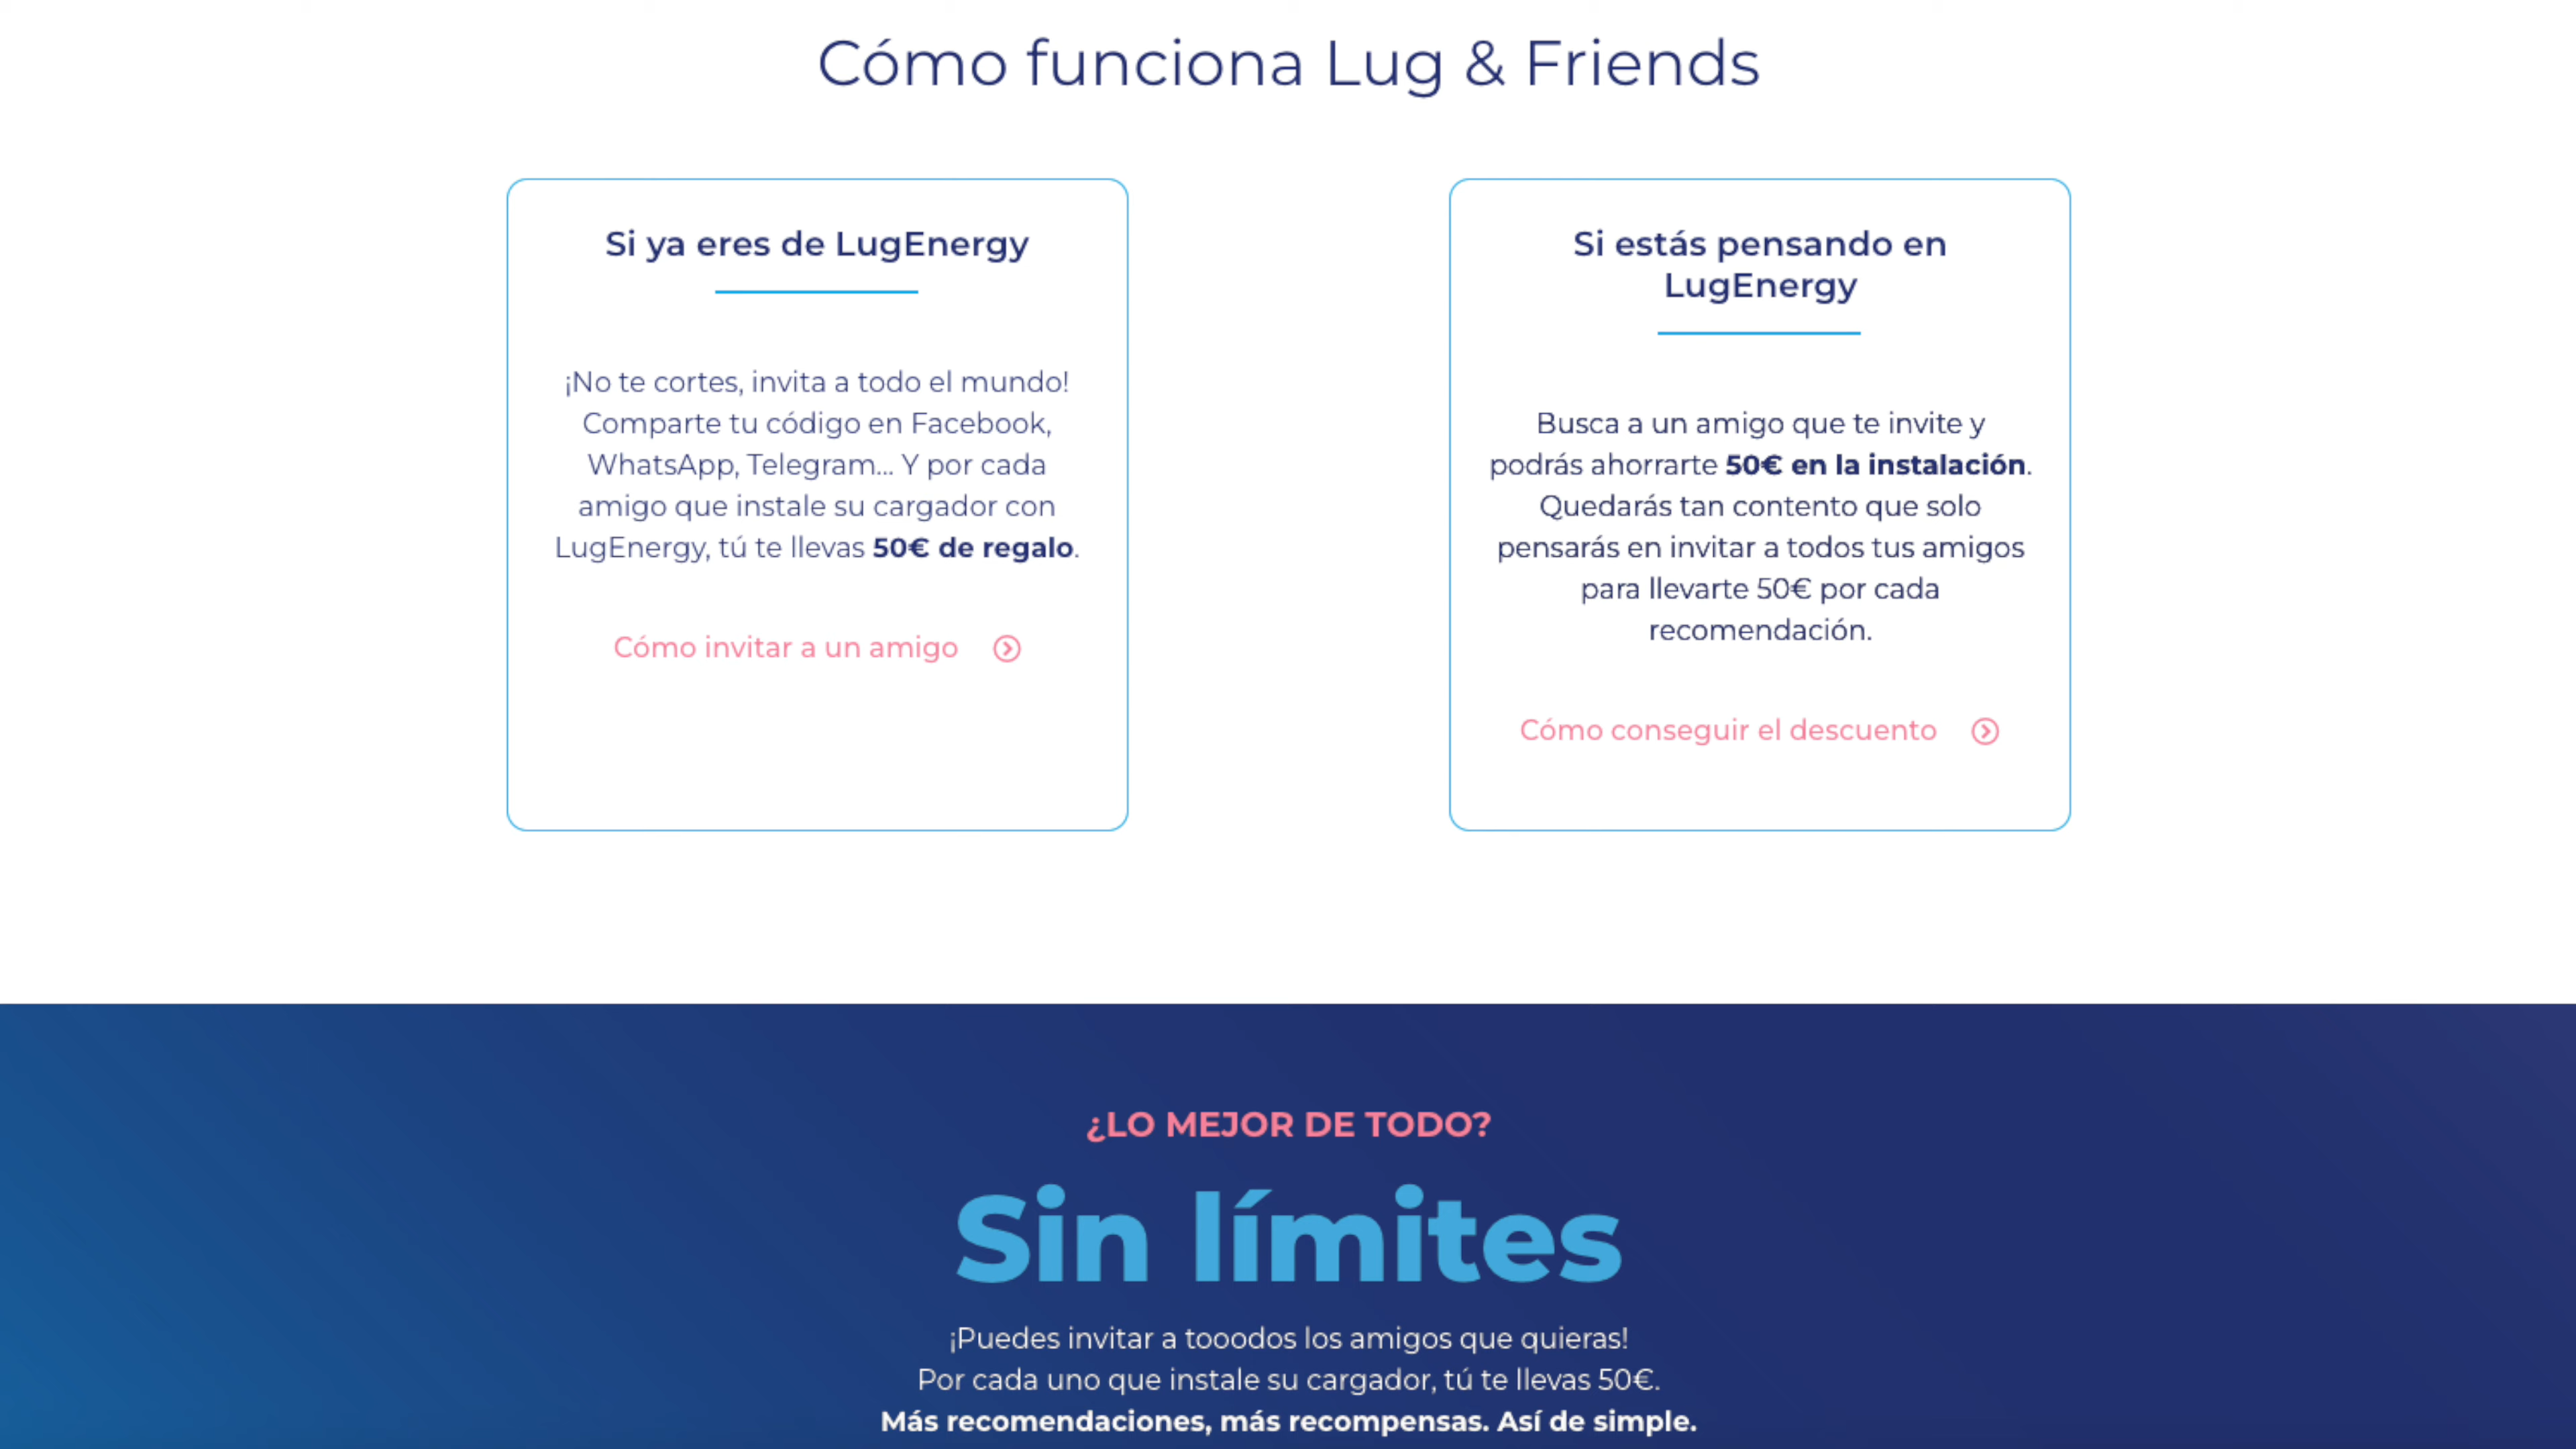 Cómo funciona Lug & Friends
Si ya eres de LugEnergy
¡No te cortes, invita a todo el mundo!
Comparte tu código en Facebook,
WhatsApp, Telegram... Y por cada
amigo que instale su cargador con
LugEnergy, tú te llevas 50€ de regalo.
Cómo invitar a un amigo
Si estás pensando en
LugEnergy
Busca a un amigo que te invite y
podrás ahorrarte 50€ en la instalación.
Quedarás tan contento que solo
pensarás en invitar a todos tus amigos
para llevarte 50€ por cada
recomendación.
Cómo conseguir el descuento
¿LO MEJOR DE TODO?
Sin límites
¡Puedes invitar a tooodos los amigos que quieras!
Por cada uno que instale su cargador, tú te llevas 50€.
Más recomendaciones, más recompensas. Así de simple.